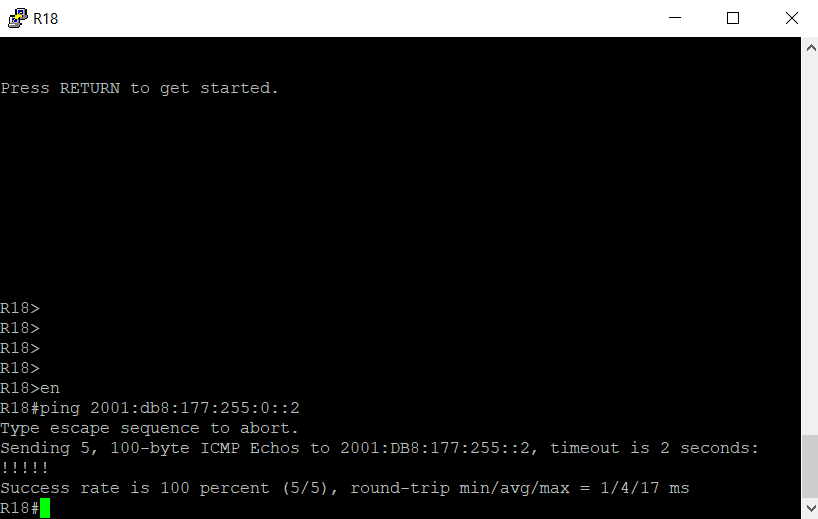 R18
Press RETURN to get started.
R18>
R18>
R18>
R18>
R18>en
R18#ping 2001:db8:177:255:0::2
Type escape sequence to abort.
Sending 5, 100-byte ICMP Echos to 2001:DB8:177:255::2, timeout is 2 seconds:
!!!!!
Success rate is 100 percent (5/5), round-trip min/avg/max = 1/4/17 ms
R18#